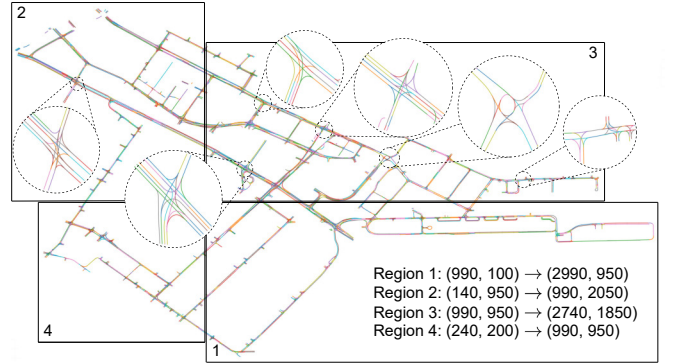 2
3
Region 1: (990, 100) → (2990, 950)
Region 2: (140, 950) → (990, 2050)
Region 3: (990, 950) → (2740, 1850)
Region 4: (240, 200) → (990, 950)
4
1